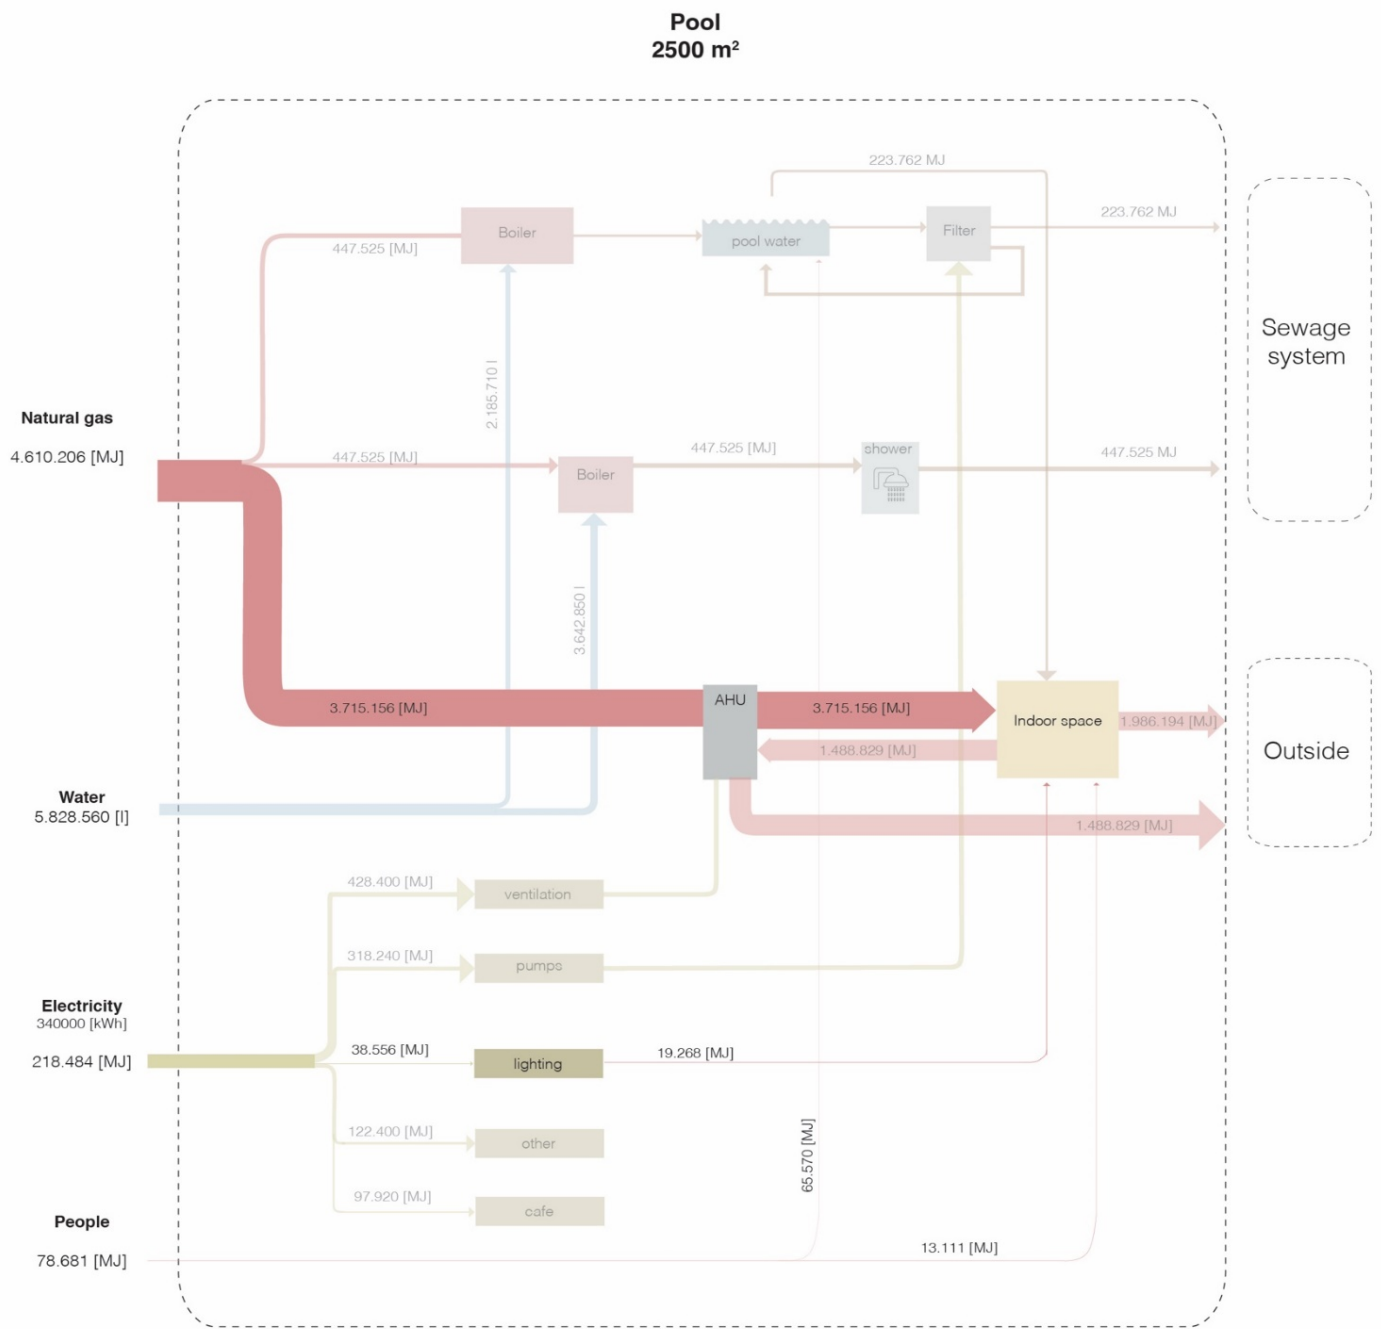 Pool
2500 m²
223.762 MJ
223.762 MJ
Boiler
447.525 [MJ]
pool water
Filter
Sewage
system
2.185.710 l
Natural gas
4.610.206 [MJ]
447.525 [MJ]
Boiler
447.525 [MJ]
shower
447.525 MJ
3.642.850 l
3.715.156 [MJ]
AHU
3.715.156 [MJ]
Indoor space
1.986.194 [MJ]
1.488.829 [MJ]
Outside
Water
5.828.560 [l]
1.488.829 [MJ]
428.400 [MJ]
ventilation
318.240 [MJ]
pumps
Electricity
340000 [kWh]
218.484 [MJ]
38.556 [MJ]
lighting
19.268 [MJ]
122.400 [MJ]
other
65.570 [MJ]
97.920 [MJ]
cafe
People
78.681 [MJ]
13.111 [MJ]